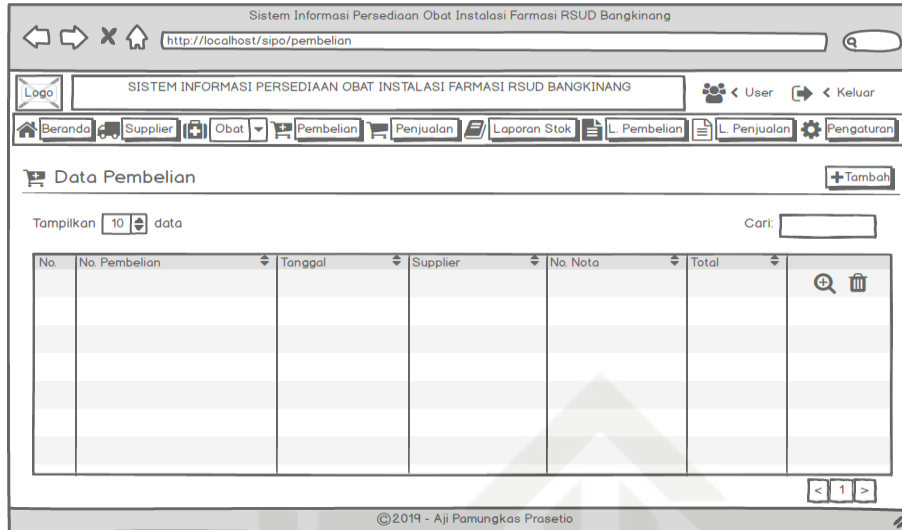 Sistem Informasi Persediaan Obat Instalasi Farmasi RSUD Bangkinang
http://localhost/sipo/pembelian
Logo SISTEM INFORMASI PERSEDIAAN OBAT INSTALASI FARMASI RSUD BANGKINANG < User < Keluar
Beranda Supplier Obat Pembelian Penjualan Laporan Stok L. Pembelian L. Penjualan Pengaturan
Data Pembelian +Tambah
Tampilkan 10 data Cari:
No. No. Pembelian Tanggal Supplier No. Nota Total
< 1 >
©2019 - Aji Pamungkas Prasetio